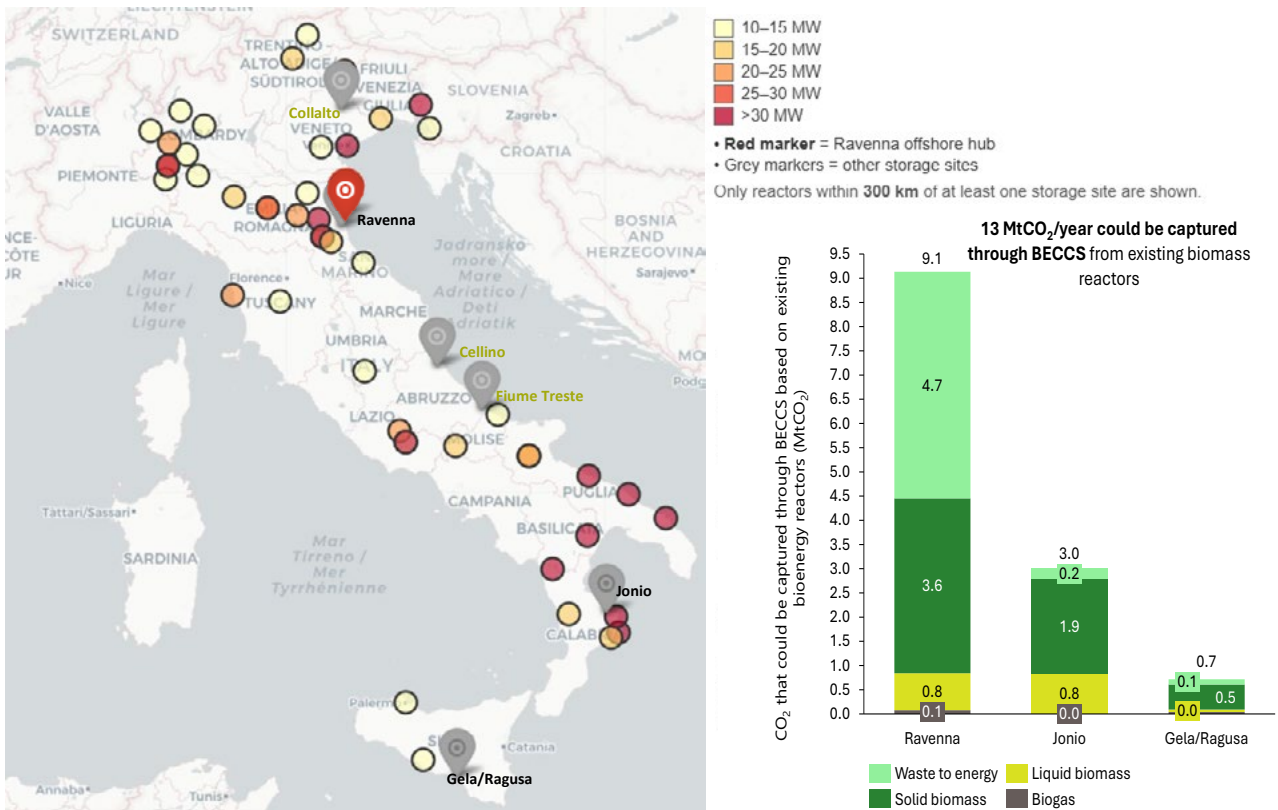 LIECHTENSTEIN
SWITZERLAND
TRENTINO-
ALTO ADIGE/
SÜDTIROL
FRIULI
VENEZIA
GIULIA
SLOVENIA
Zagreb
VALLE
D'AOSTA
Collalto
VENETO
CROATIA
PIEMONTE
LIGURIA
Ravenna
ROMAGNA
BOSNIA
AND
HERZEGOVINA
Sarajevo
Jadransko
more / Mare
Adriatico /
Deti
Adriatik
SAN
MARINO
Nice
Florence
Mar
Ligure /
Mer
Ligure
TUSCANY
MARCHE
UMBRIA
ITALY
Cellino
Fiume Treste
ABRUZZO
LAZIO
MOLISE
CAMPANIA
PUGLIA
BASILICATA
Tàttari/Sassari
SARDINIA
Mar
Tirreno /
Mer
Tyrrhénienne
Jonio
CALAB
Palerm
Catania
Gela/Ragusa
Annaba
Tunis
10–15 MW
15–20 MW
20–25 MW
25–30 MW
>30 MW
• Red marker = Ravenna offshore hub
• Grey markers = other storage sites
Only reactors within 300 km of at least one storage site are shown.
13 MtCO₂/year could be captured
through BECCS from existing biomass
reactors
CO₂ that could be captured through BECCS based on existing
bioenergy reactors (MtCO₂)
9.5
9.0
8.5
8.0
7.5
7.0
6.5
6.0
5.5
5.0
4.5
4.0
3.5
3.0
2.5
2.0
1.5
1.0
0.5
0.0
9.1
4.7
3.6
0.8
0.1
3.0
0.2
1.9
0.8
0.0
0.7
0.1
0.5
0.0
Ravenna
Jonio
Gela/Ragusa
Waste to energy
Liquid biomass
Solid biomass
Biogas